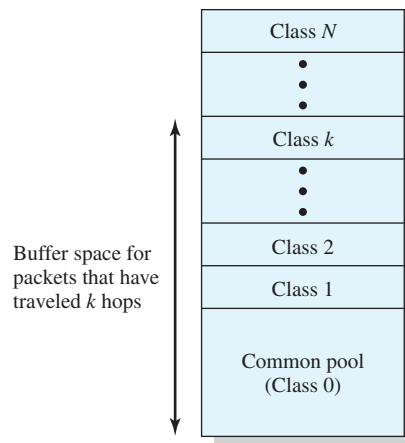 Class N
Class k
Class 2
Class 1
Common pool
(Class 0)
Buffer space for
packets that have
traveled k hops